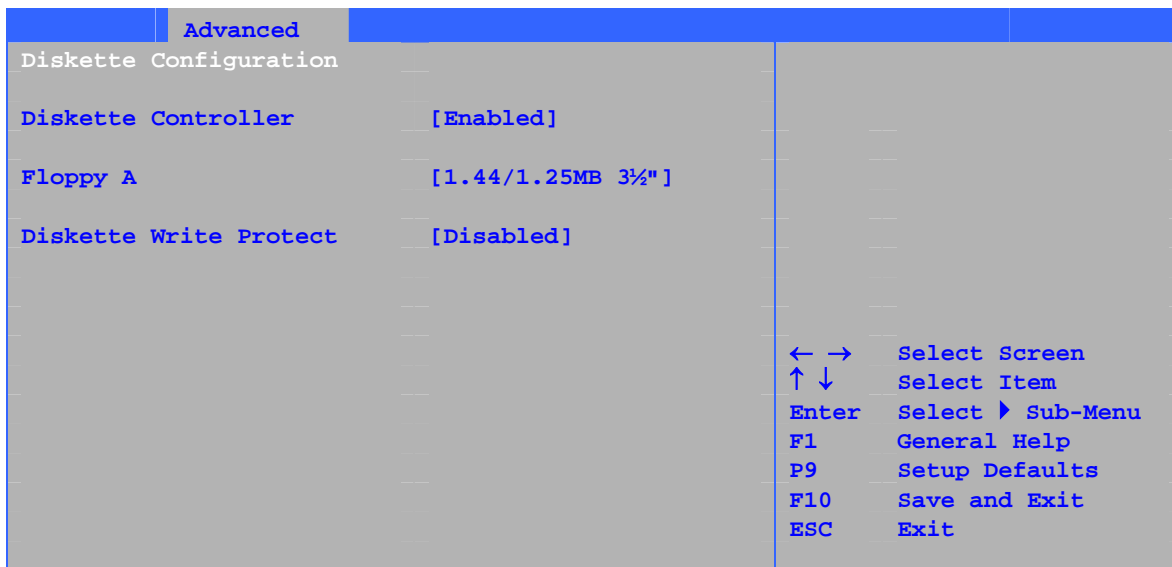 Advanced
Diskette Configuration
Diskette Controller [Enabled]
Floppy A [1.44/1.25MB 3½"]
Diskette Write Protect [Disabled]
← → Select Screen
↑ ↓ Select Item
Enter Select ▶ Sub-Menu
F1 General Help
P9 Setup Defaults
F10 Save and Exit
ESC Exit